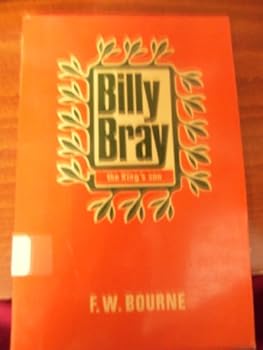 Billy
Bray
the King's son
F.W. BOURNE